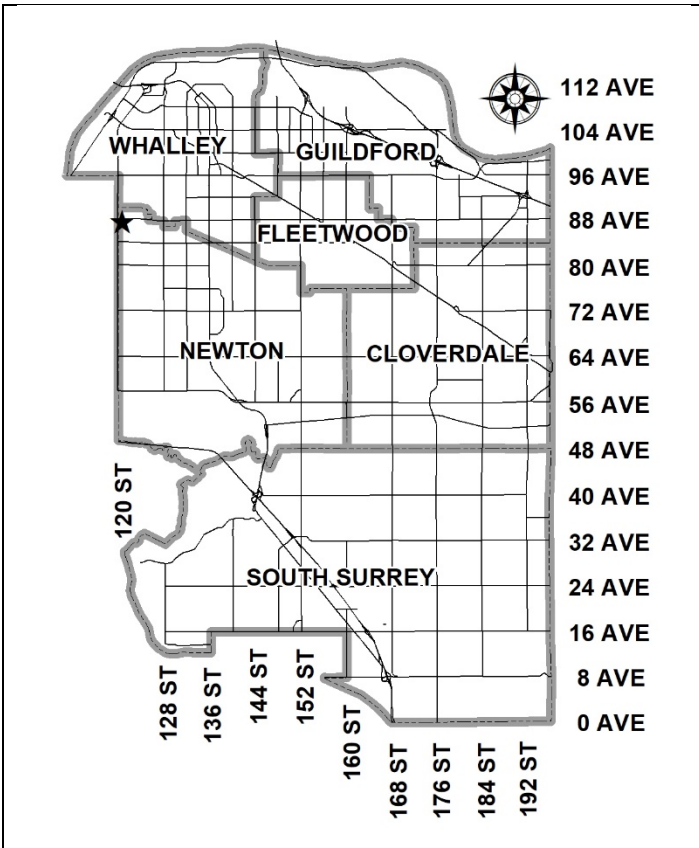 112 AVE
104 AVE
WHALLEY
GUILDFORD
96 AVE
88 AVE
FLEETWOOD
80 AVE
72 AVE
NEWTON
CLOVERDALE
64 AVE
56 AVE
48 AVE
120 ST
40 AVE
32 AVE
SOUTH SURREY
24 AVE
16 AVE
8 AVE
0 AVE
128 ST
136 ST
144 ST
152 ST
160 ST
168 ST
176 ST
184 ST
192 ST